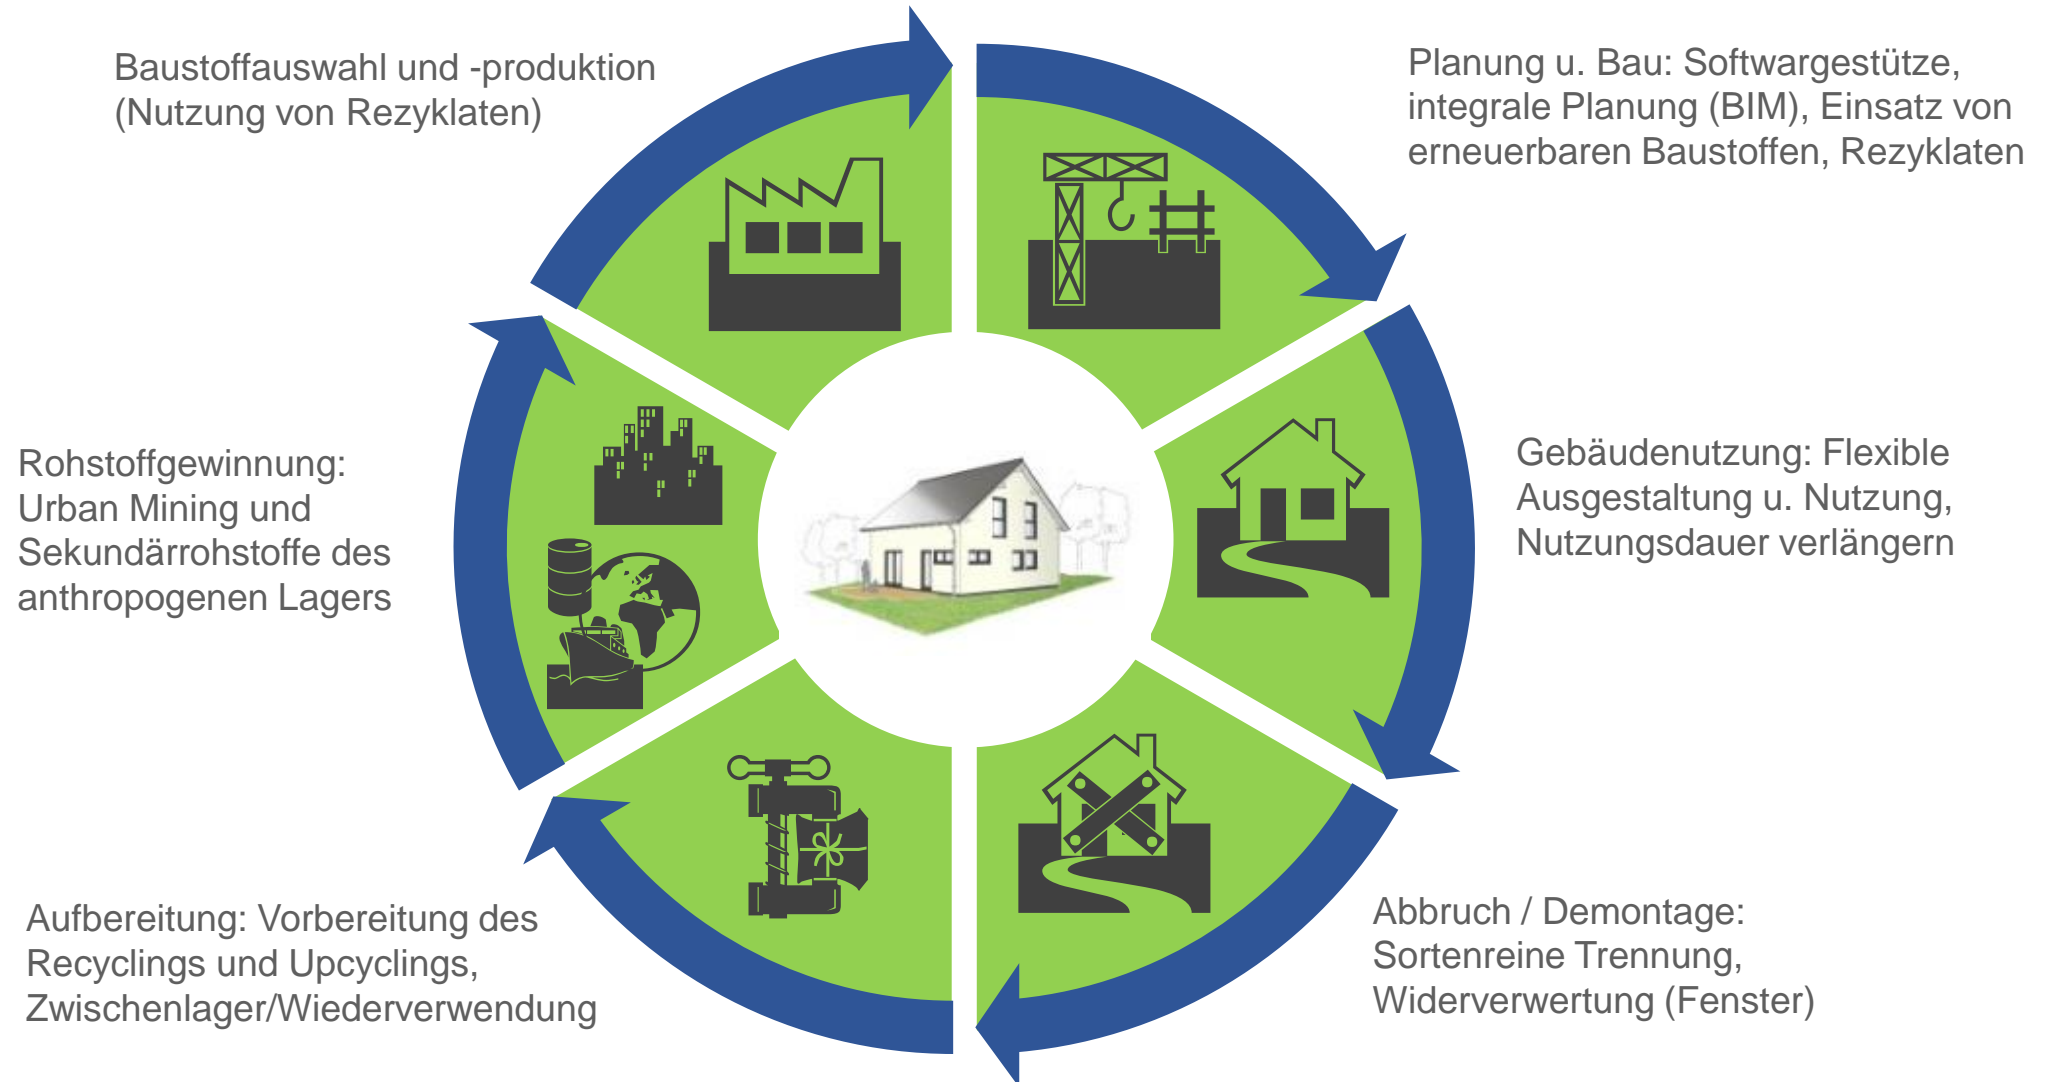 Baustoffauswahl und -produktion
(Nutzung von Rezyklaten)
Planung u. Bau: Softwargestütze,
integrale Planung (BIM), Einsatz von
erneuerbaren Baustoffen, Rezyklaten
Gebäudenutzung: Flexible
Ausgestaltung u. Nutzung,
Nutzungsdauer verlängern
Abbruch / Demontage:
Sortenreine Trennung,
Widerverwertung (Fenster)
Aufbereitung: Vorbereitung des
Recyclings und Upcyclings,
Zwischenlager/Wiederverwendung
Rohstoffgewinnung:
Urban Mining und
Sekundärrohstoffe des
anthropogenen Lagers